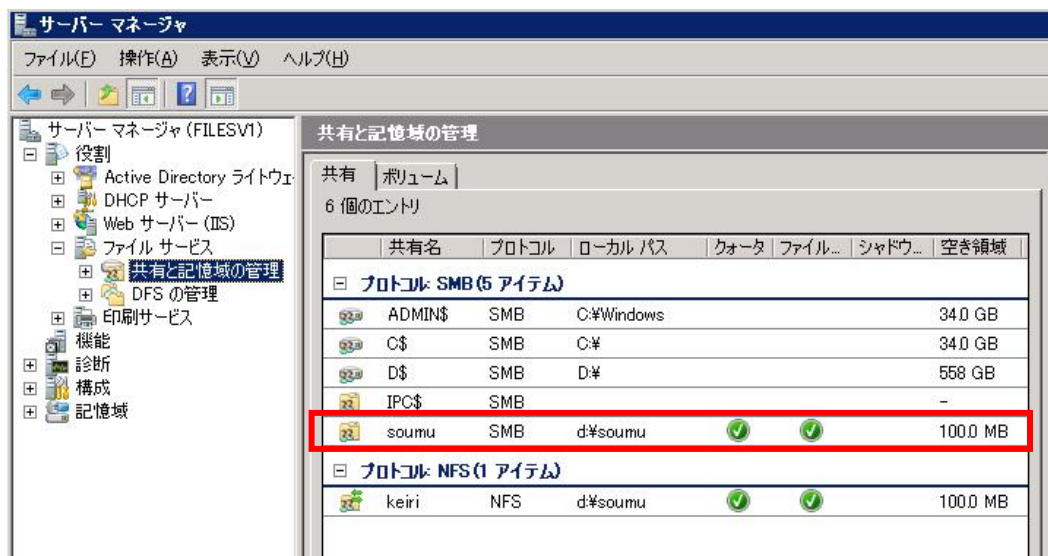 サーバー マネージャ
ファイル(F) 操作(A) 表示(V) ヘルプ(H)
サーバー マネージャ (FILESV1)
役割
Active Directory ライトウェ
DHCP サーバー
Web サーバー (IIS)
ファイル サービス
共有と記憶域の管理
DFS の管理
印刷サービス
機能
診断
構成
記憶域
共有と記憶域の管理
共有 ボリューム
6 個のエントリ
共有名 プロトコル ローカル パス クォータ ファイル... シャドウ... 空き領域
プロトコル: SMB (5 アイテム)
ADMIN$ SMB C:¥Windows 34.0 GB
C$ SMB C:¥ 34.0 GB
D$ SMB D:¥ 558 GB
IPC$ SMB -
soumu SMB d:¥soumu 100.0 MB
プロトコル: NFS (1 アイテム)
keiri NFS d:¥soumu 100.0 MB